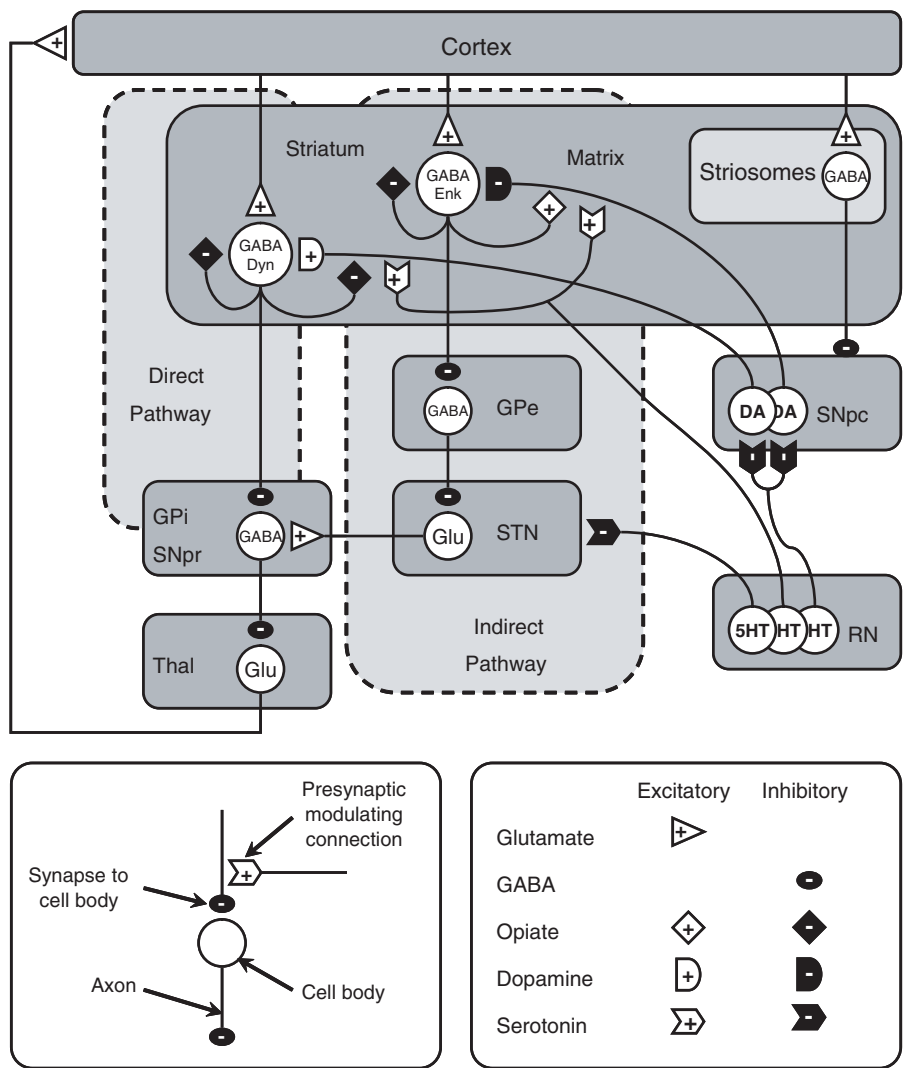 +
Cortex
Striatum
Matrix
Striosomes
+
+
+
GABA
Enk
-
-
GABA
+
+
GABA
Dyn
-
+
-
+
Direct
Pathway
-
-
GABA
GPe
DA
DA
SNpc
-
-
-
-
GPi
SNpr
GABA
+
Glu
STN
-
-
Thal
Glu
Indirect
Pathway
5HT
HT
HT
RN
Presynaptic
modulating
connection
+
Synapse to
cell body
-
Axon
Cell body
-
Excitatory
Inhibitory
Glutamate
+
GABA
-
Opiate
+
-
Dopamine
+
-
Serotonin
+
-